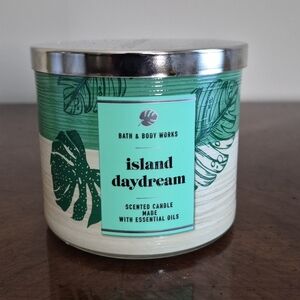 BATH & BODY WORKS
island
daydream
SCENTED CANDLE
MADE
WITH ESSENTIAL OILS